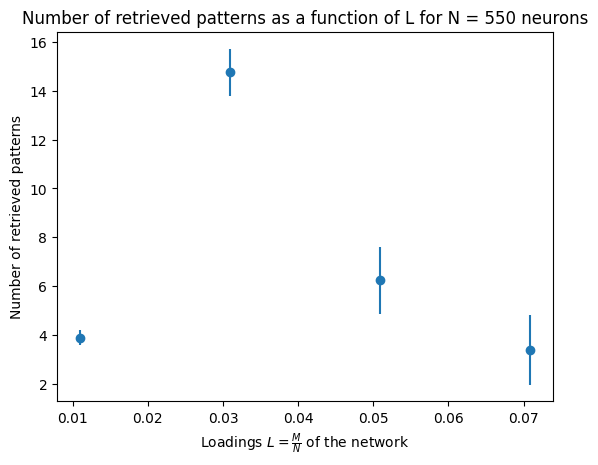 Number of retrieved patterns as a function of L for N = 550 neurons
Number of retrieved patterns
16
14
12
10
8
6
4
2
0.01 0.02 0.03 0.04 0.05 0.06 0.07
Loadings $L = \frac{M}{N}$ of the network